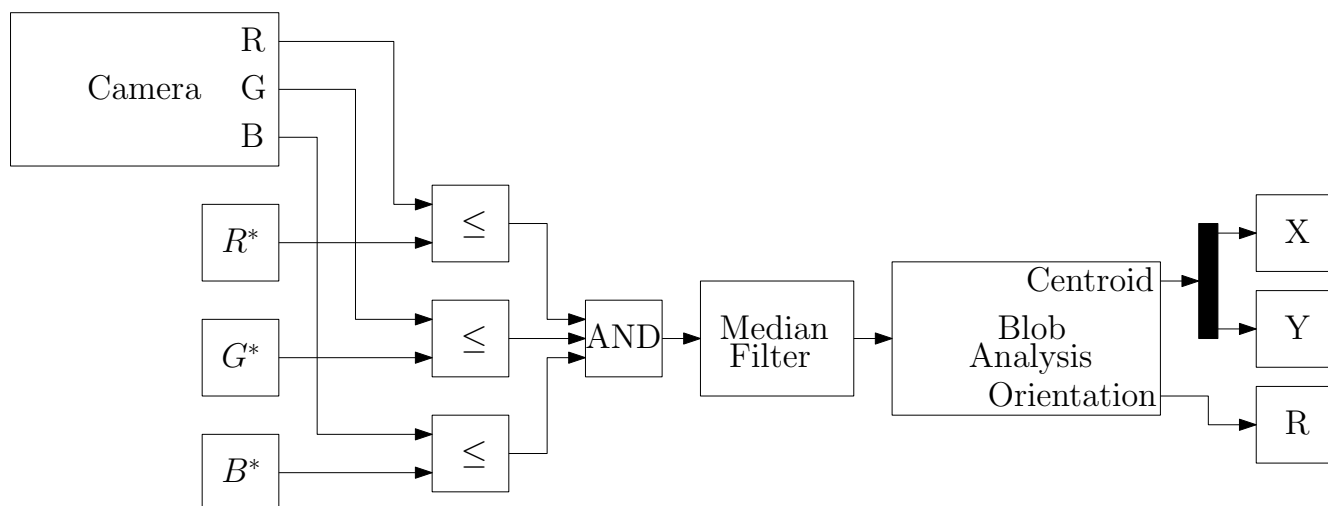 R
Camera
G
B
R*
≤
G*
≤
B*
≤
AND
Median
Filter
Centroid
Blob
Analysis
Orientation
X
Y
R